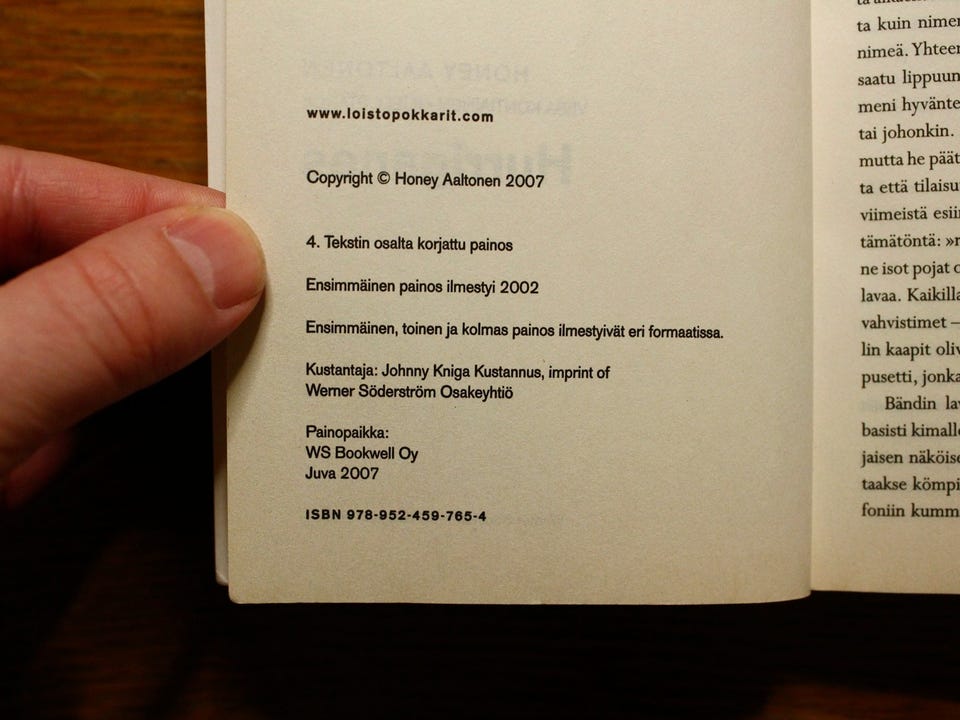 www.loistopokkarit.com
Copyright © Honey Aaltonen 2007
4. Tekstin osalta korjattu painos
Ensimmäinen painos ilmestyi 2002
Ensimmäinen, toinen ja kolmas painos ilmestyivät eri formaatissa.
Kustantaja: Johnny Kniga Kustannus, imprint of
Werner Söderström Osakeyhtiö
Painopaikka:
WS Bookwell Oy
Juva 2007
ISBN 978-952-459-765-4
ta kuin
nimeä. Yhteen
saatu lippuun
meni hyvänte
tai johonkin.
mutta he päät
ta että tilaisu
viimeistä esii
tämätöntä: »
ne isot pojat o
lavaa. Kaikilla
vahvistimet –
lin kaapit oliv
pusetti, jonka
Bändin lav
basisti kimall
jaisen näköis
taakse kömpi
foniin kumm